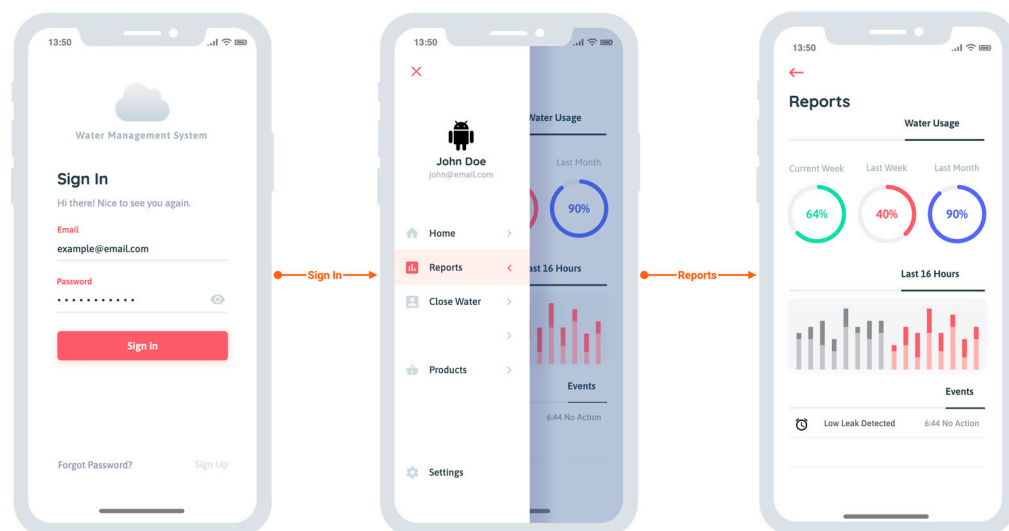 13:50
Water Management System
Sign In
Hi there! Nice to see you again.
Email
example@email.com
Password
Sign in
Forgot Password?
Sign Up
Sign In
13:50
John Doe
john@email.com
Home
Reports
Close Water
Products
Settings
Water Usage
Last Month
90%
ast 16 Hours
Events
6:44 No Action
Reports
13:50
Reports
Water Usage
Current Week Last Week Last Month
64% 40% 90%
Last 16 Hours
Events
Low Leak Detected 6:44 No Action